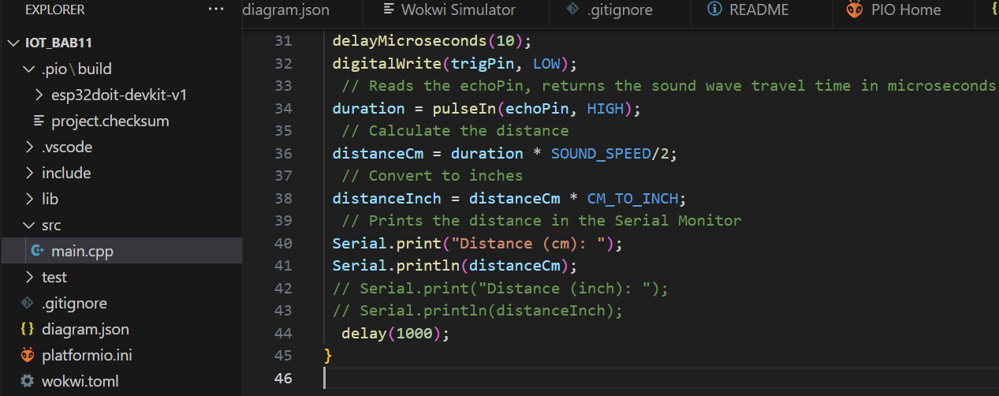 EXPLORER ···
IOT_BAB11
.pio\build
esp32doit-devkit-v1
project.checksum
.vscode
include
lib
src
main.cpp
test
.gitignore
diagram.json
platformio.ini
wokwi.toml
diagram.json Wokwi Simulator .gitignore README PIO Home {
31 delayMicroseconds(10);
32 digitalWrite(trigPin, LOW);
33 // Reads the echoPin, returns the sound wave travel time in microseconds
34 duration = pulseIn(echoPin, HIGH);
35 // Calculate the distance
36 distanceCm = duration * SOUND_SPEED/2;
37 // Convert to inches
38 distanceInch = distanceCm * CM_TO_INCH;
39 // Prints the distance in the Serial Monitor
40 Serial.print("Distance (cm): ");
41 Serial.println(distanceCm);
42 // Serial.print("Distance (inch): ");
43 // Serial.println(distanceInch);
44 delay(1000);
45 }
46